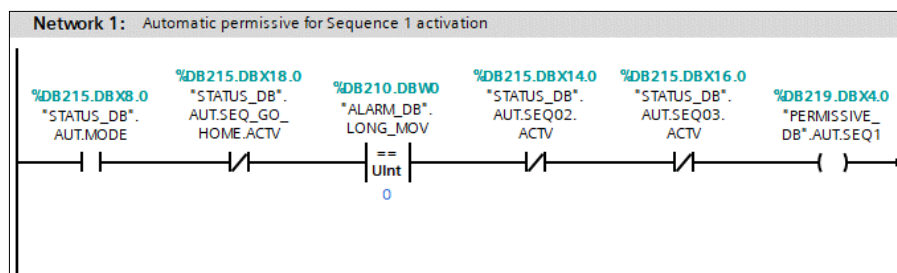 Network 1: Automatic permissive for Sequence 1 activation
%DB215.DBX8.0
"STATUS_DB".
AUT.MODE
%DB215.DBX18.0
"STATUS_DB".
AUT.SEQ_GO_
HOME.ACTV
%DB210.DBW0
"ALARM_DB".
LONG_MOV
==
UInt
0
%DB215.DBX14.0
"STATUS_DB".
AUT.SEQ02.
ACTV
%DB215.DBX16.0
"STATUS_DB".
AUT.SEQ03.
ACTV
%DB219.DBX4.0
"PERMISSIVE_
DB".AUT.SEQ1